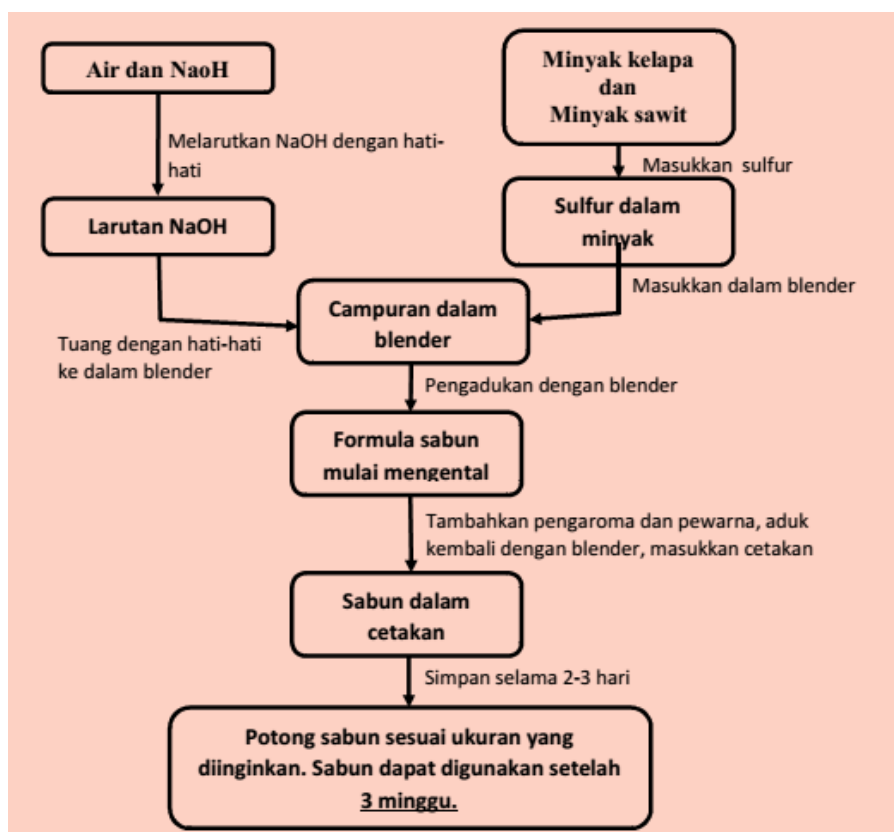 Air dan NaoH
Minyak kelapa
dan
Minyak sawit
Melarutkan NaOH dengan hati-
hati
Masukkan sulfur
Larutan NaOH
Sulfur dalam
minyak
Masukkan dalam blender
Campuran dalam
blender
Tuang dengan hati-hati
ke dalam blender
Pengadukan dengan blender
Formula sabun
mulai mengental
Tambahkan pengaroma dan pewarna, aduk
kembali dengan blender, masukkan cetakan
Sabun dalam
cetakan
Simpan selama 2-3 hari
Potong sabun sesuai ukuran yang
diinginkan. Sabun dapat digunakan setelah
3 minggu.